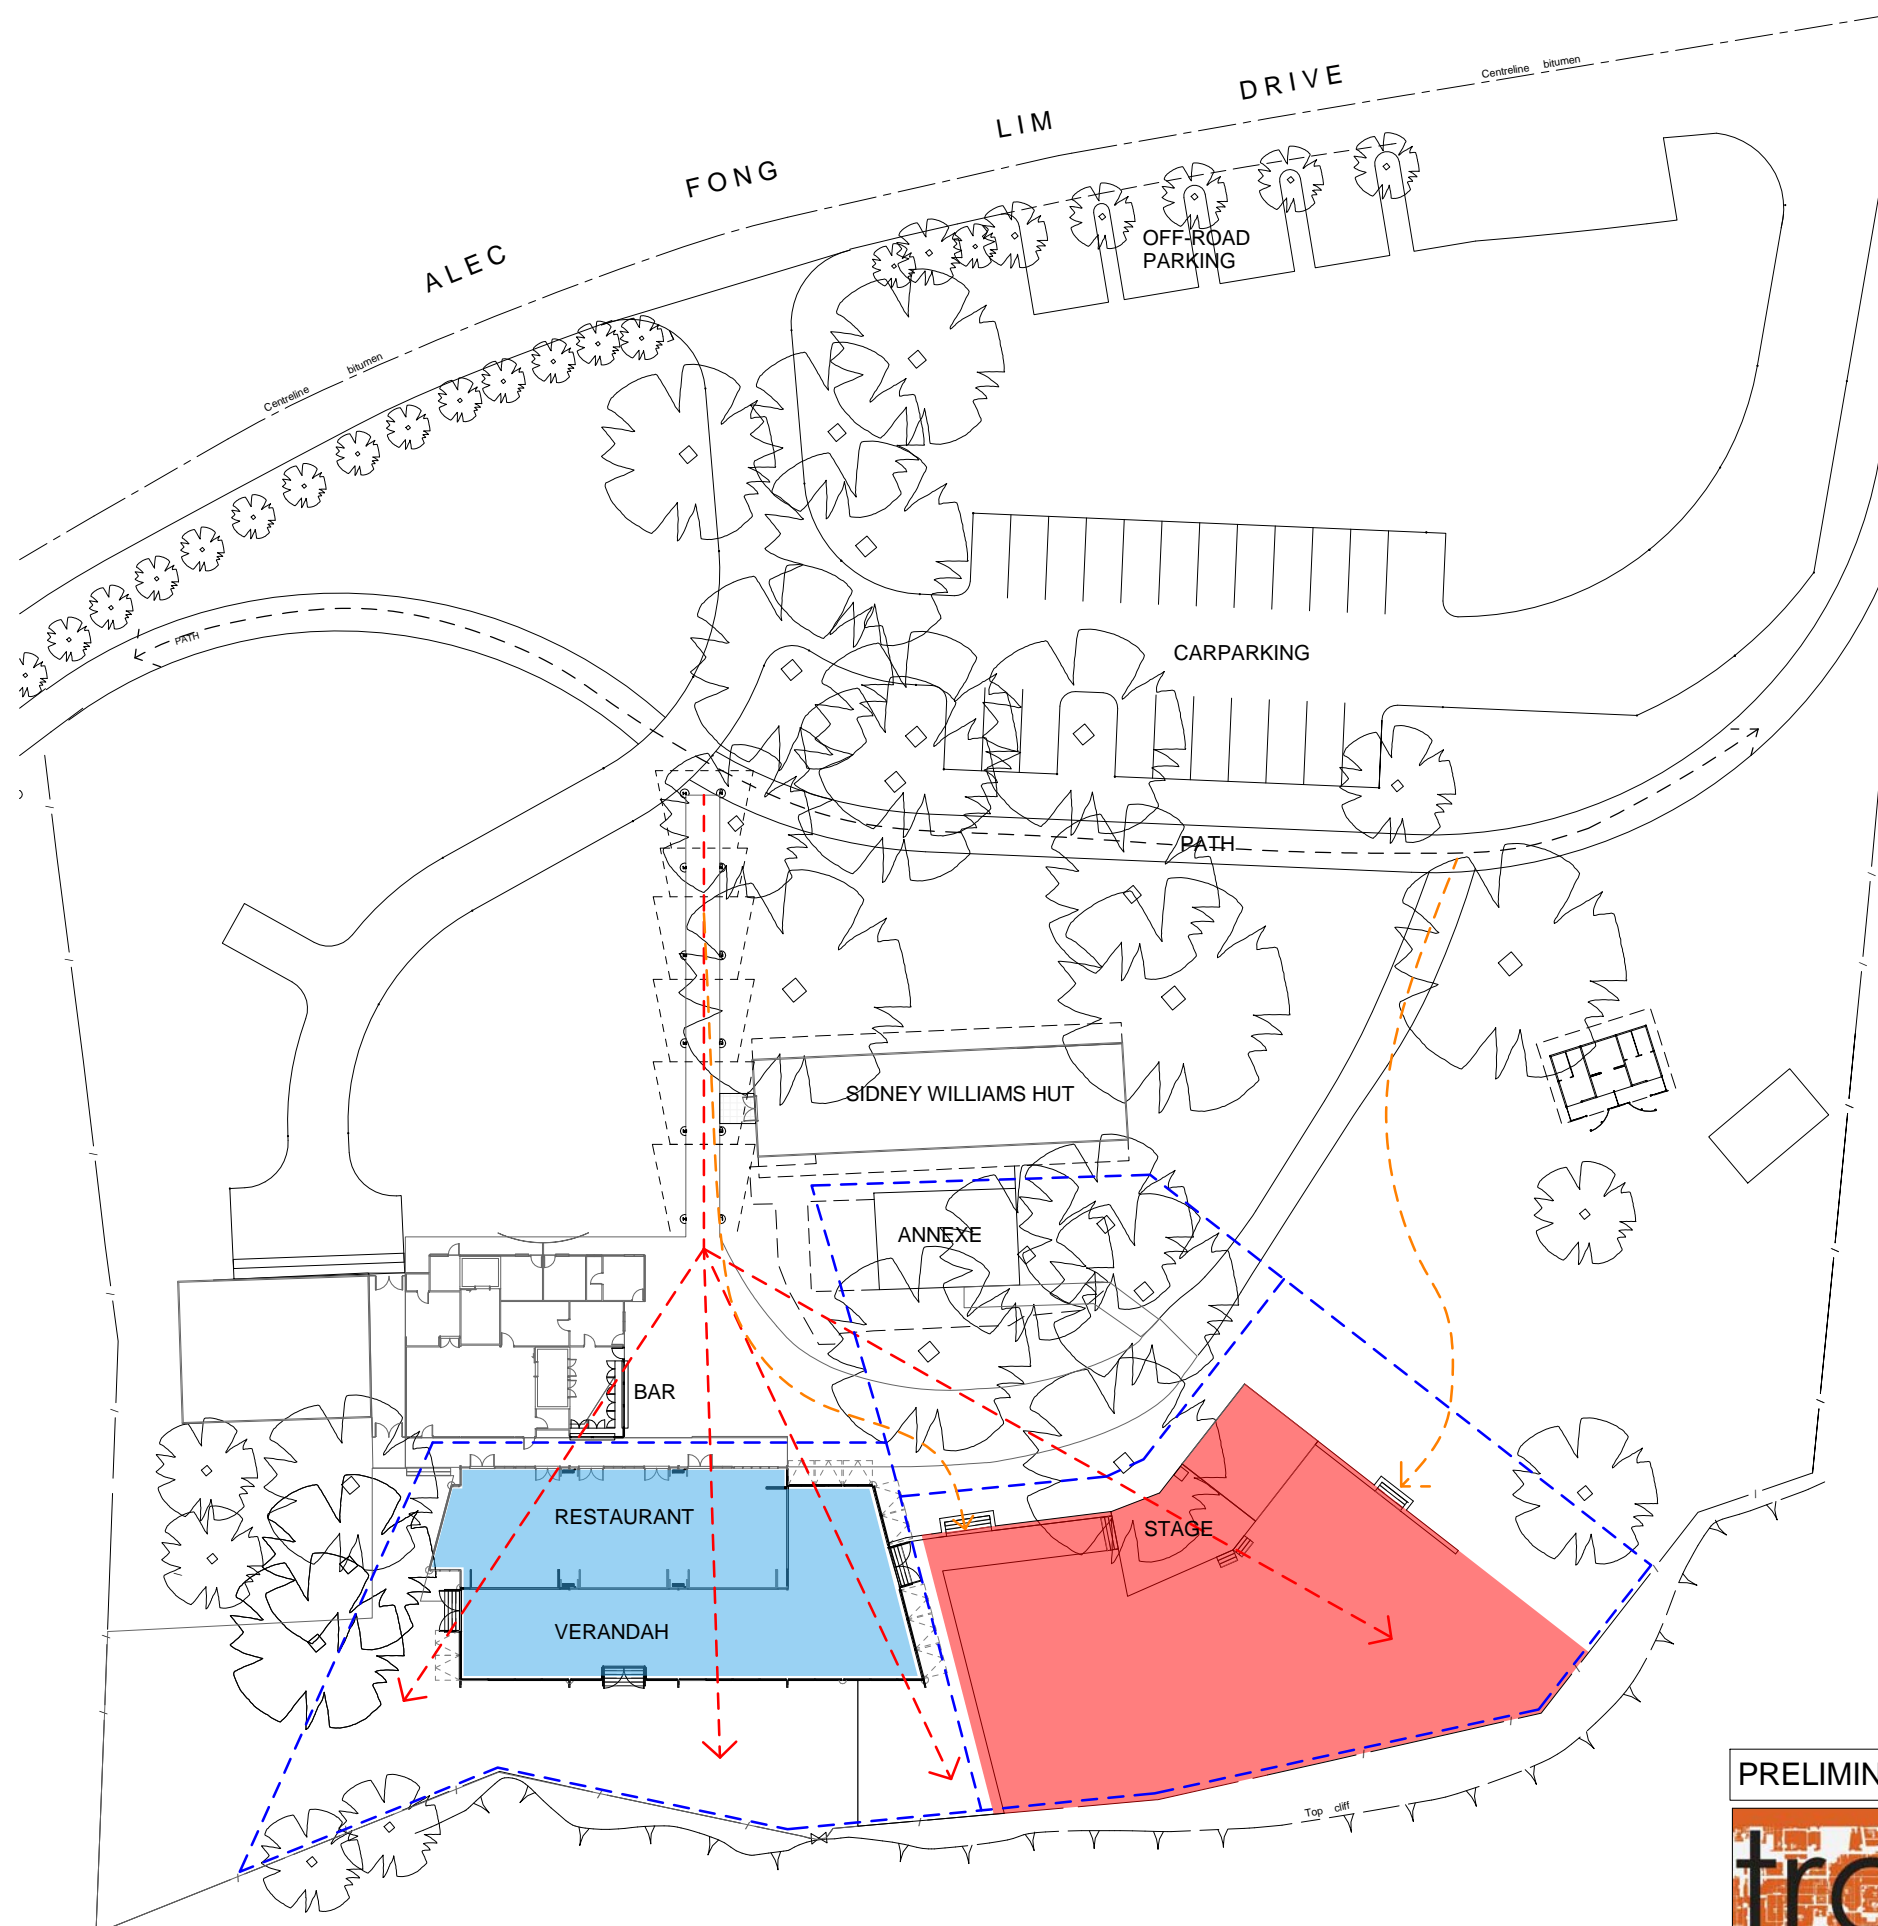 ALEC FONG LIM DRIVE
Centreline bitumen
Centreline bitumen
OFF-ROAD
PARKING
PATH
CARPARKING
PATH
SIDNEY WILLIAMS HUT
ANNEXE
BAR
RESTAURANT
STAGE
VERANDAH
Top cliff
PRELIMIN